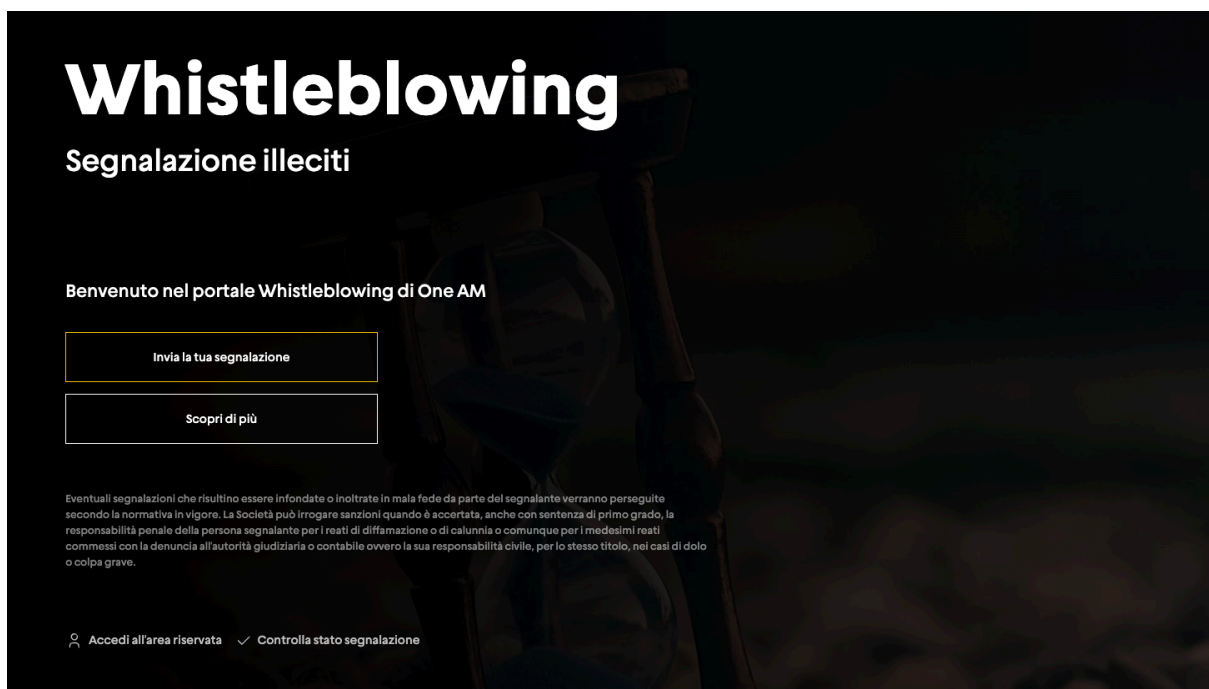 Whistleblowing
Segnalazione illeciti
Benvenuto nel portale Whistleblowing di One AM
Invia la tua segnalazione
Scopri di più
Eventuali segnalazioni che risultino essere infondate o inoltrate in mala fede da parte del segnalante verranno perseguite
secondo la normativa in vigore. La Società può irrogare sanzioni quando è accertata, anche con sentenza di primo grado, la
responsabilità penale della persona segnalante per i reati di diffamazione o di calunnia o comunque per i medesimi reati
commessi con la denuncia all'autorità giudiziaria o contabile ovvero la sua responsabilità civile, per lo stesso titolo, nei casi di dolo
o colpa grave.
Accedi all'area riservata Controlla stato segnalazione